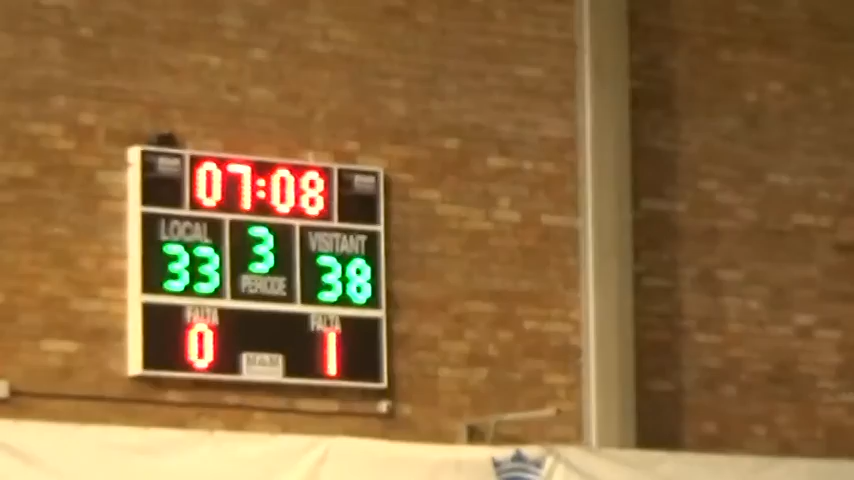 07:08
LOCAL 3 VISITANT
33 PERIODE 38
FALTA FALTA
0 1